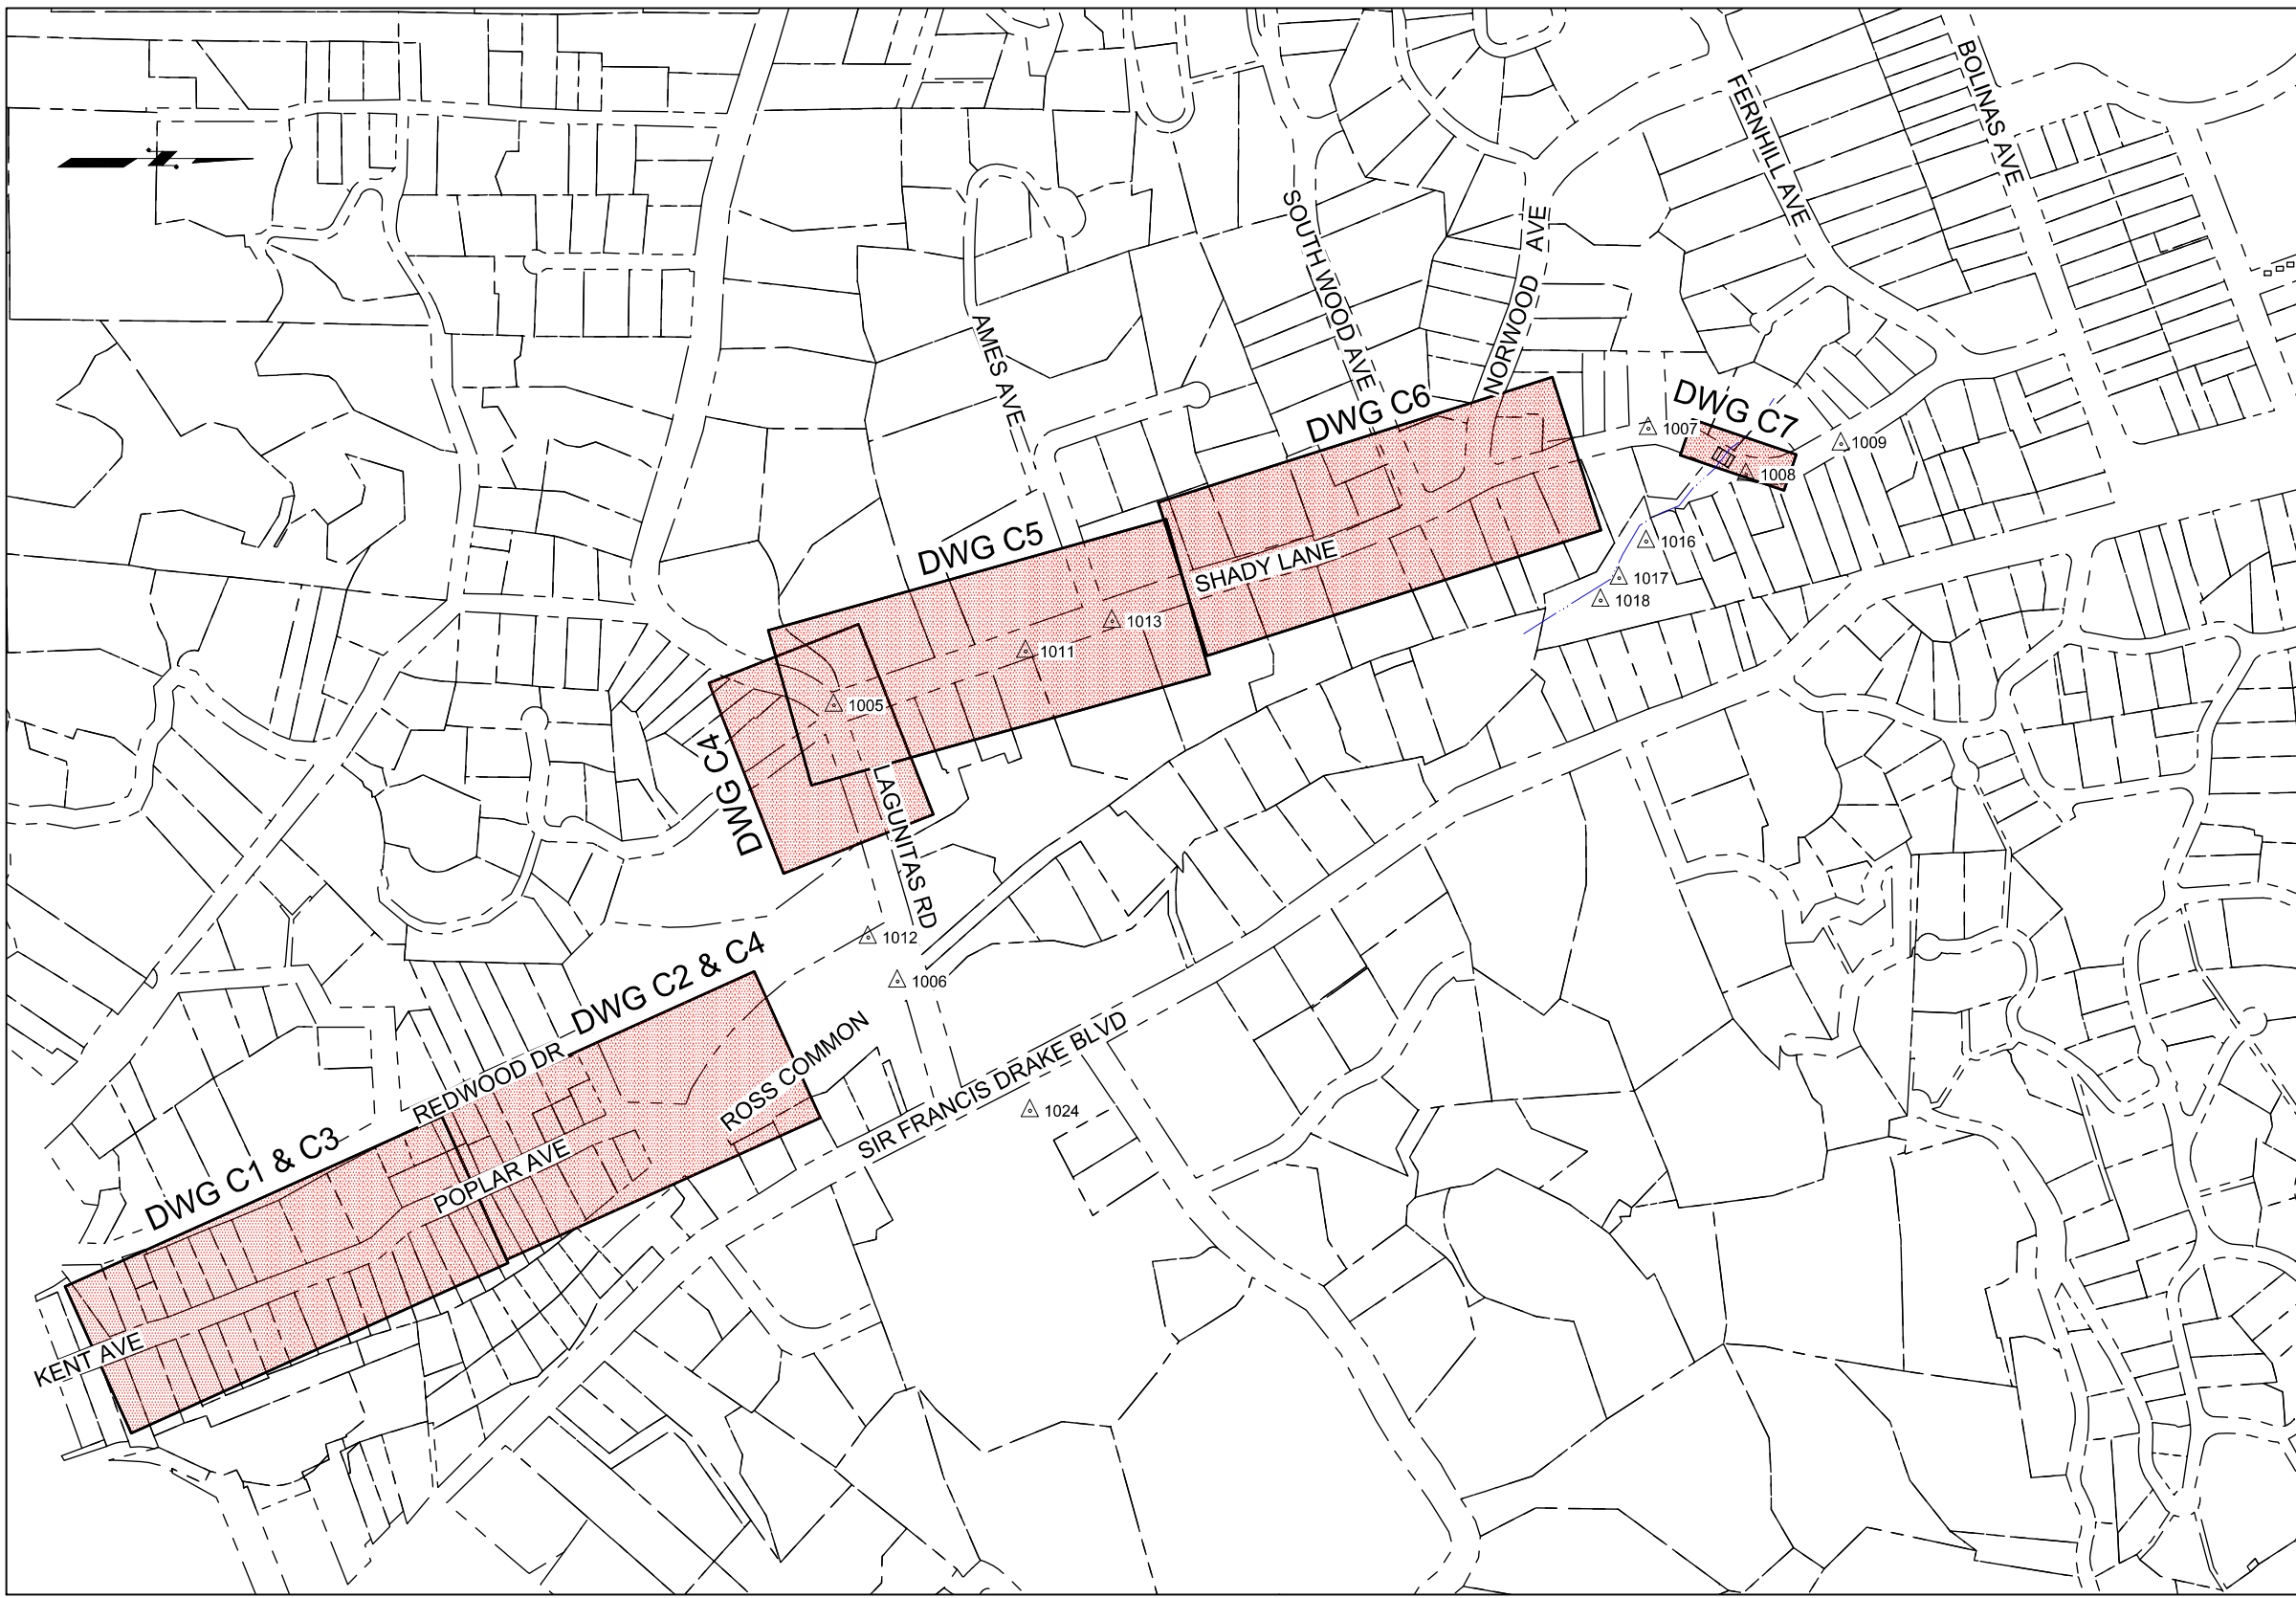 BOLINAS AVE
FERNHILL AVE
SOUTHWOOD AVE
NORWOOD AVE
AMES AVE
DWG C7
DWG C6
1007
1009
1008
DWG C5
SHADY LANE
1016
1017
1018
1013
1011
1005
DWG C4
LAGUNITAS RD
1012
1006
DWG C2 & C4
ROSS COMMON
SIR FRANCIS DRAKE BLVD
1024
REDWOOD DR
DWG C1 & C3
POPLAR AVE
KENT AVE